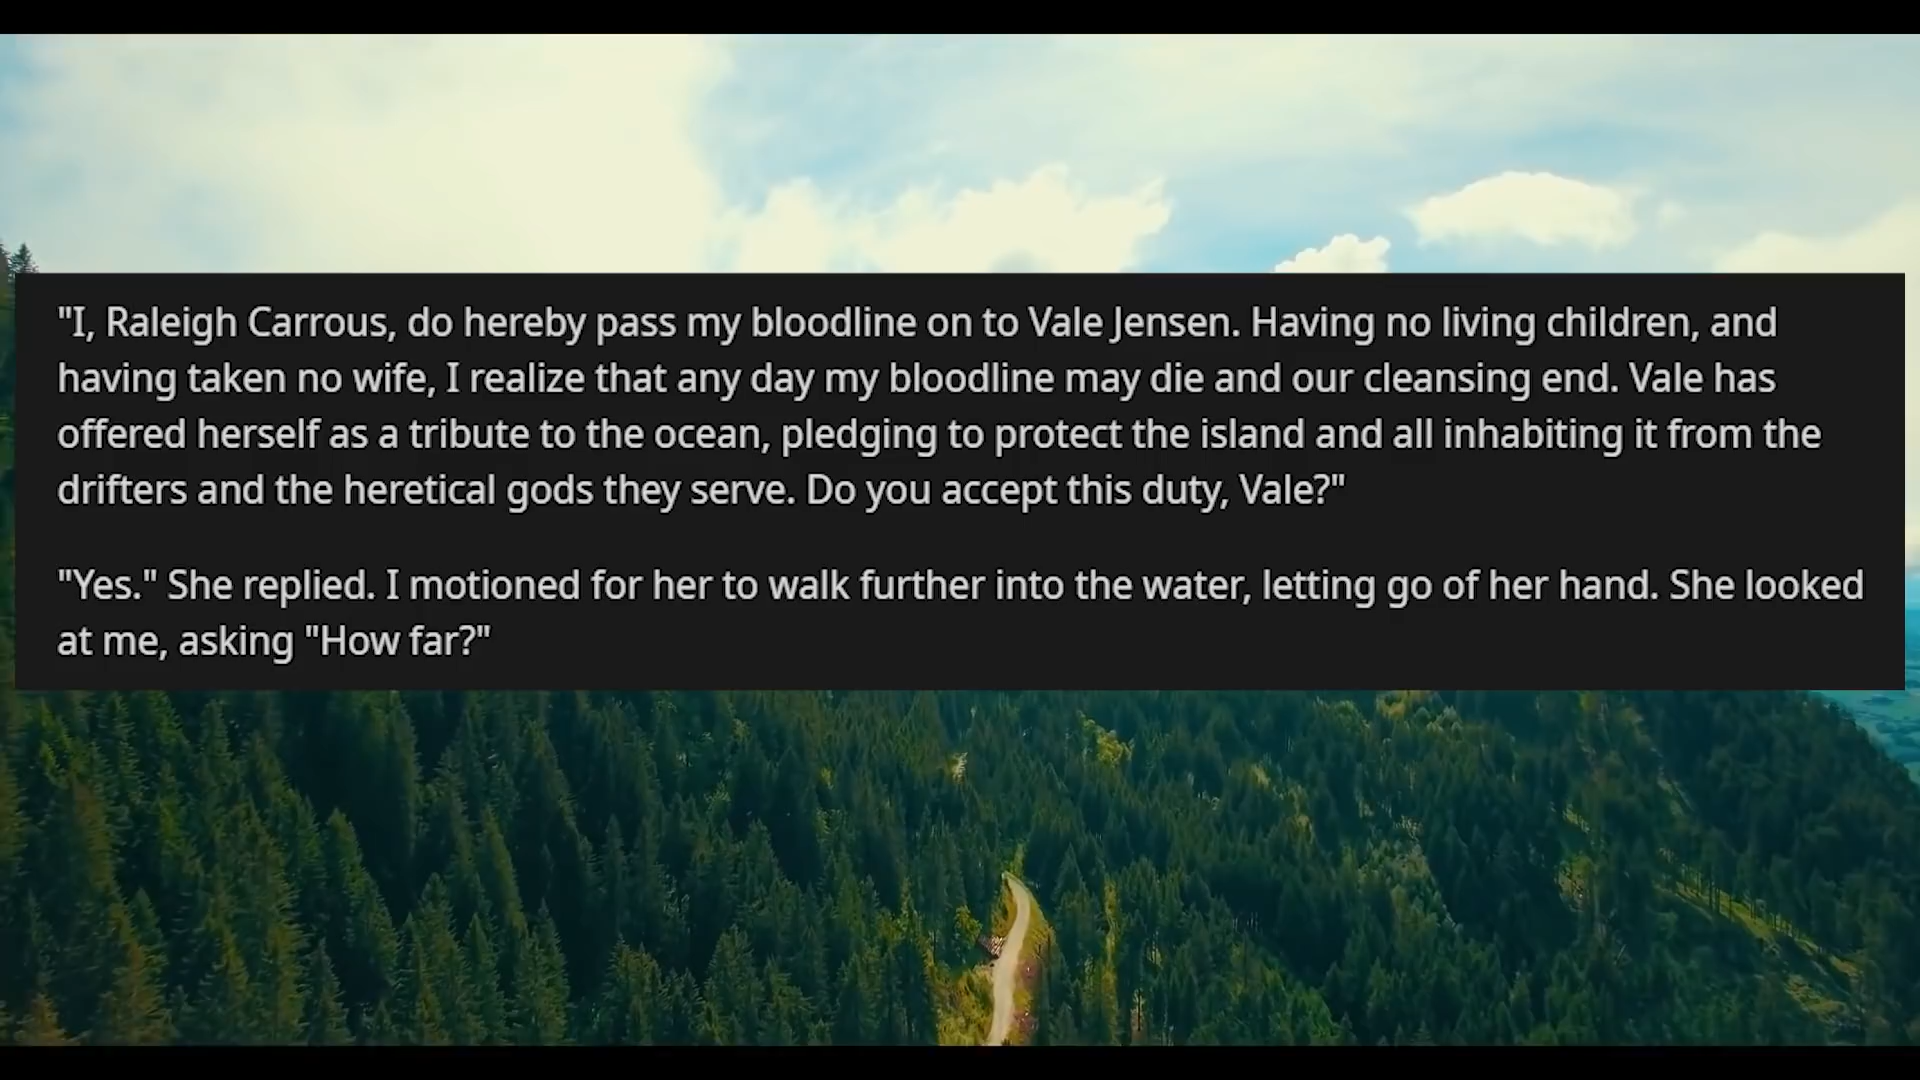 "I, Raleigh Carrous, do hereby pass my bloodline on to Vale Jensen. Having no living children, and
having taken no wife, I realize that any day my bloodline may die and our cleansing end. Vale has
offered herself as a tribute to the ocean, pledging to protect the island and all inhabiting it from the
drifters and the heretical gods they serve. Do you accept this duty, Vale?"
"Yes." She replied. I motioned for her to walk further into the water, letting go of her hand. She looked
at me, asking "How far?"